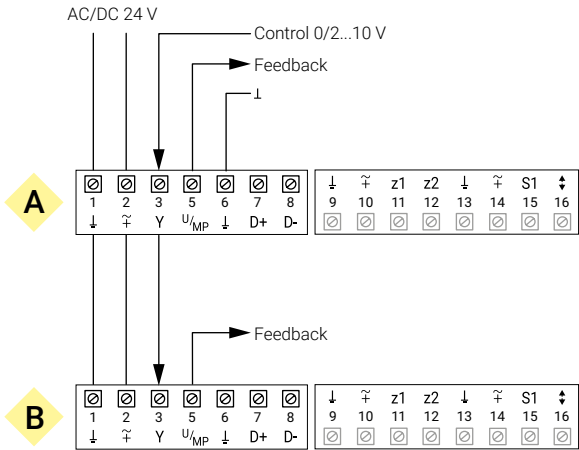 AC/DC 24 V
Control 0/2...10 V
Feedback
⊥
A
1 2 3 5 6 7 8
⏚ ≂ Y U/MP ⏚ D+ D-
⏚ ≂ z1 z2 ⏚ ≂ S1 ⬍
9 10 11 12 13 14 15 16
Feedback
B
1 2 3 5 6 7 8
⏚ ≂ Y U/MP ⏚ D+ D-
⏚ ≂ z1 z2 ⏚ ≂ S1 ⬍
9 10 11 12 13 14 15 16